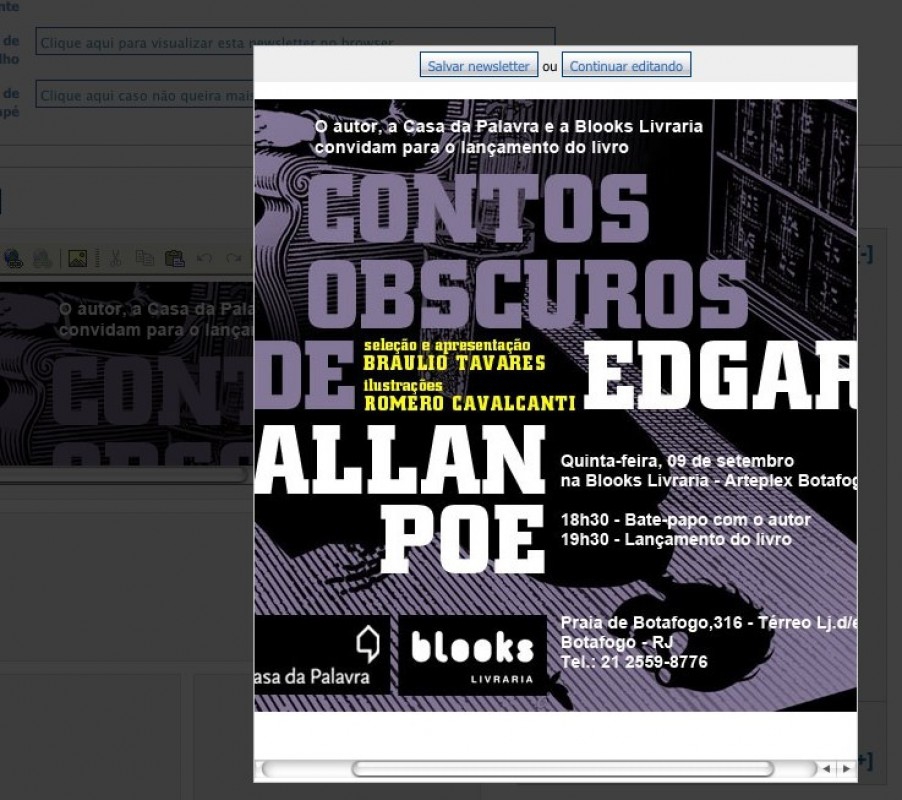 nte
de
lho
Clique aqui para visualizar esta newsletter no browser
de
apé
Clique aqui caso não queira mais
[-]
O autor, a Casa da Pala
convidam para o lança
CONT
Salvar newsletter ou Continuar editando
O autor, a Casa da Palavra e a Blooks Livraria
convidam para o lançamento do livro
CONTOS
OBSCUROS
DE
seleção e apresentação
BRAULIO TAVARES
ilustrações
ROMERO CAVALCANTI
EDGAR
ALLAN
POE
Quinta-feira, 09 de setembro
na Blooks Livraria - Arteplex Botafog
18h30 - Bate-papo com o autor
19h30 - Lançamento do livro
asa da Palavra
blooks
LIVRARIA
Praia de Botafogo,316 - Térreo Lj.d/e
Botafogo - RJ
Tel.: 21 2559-8776
+]